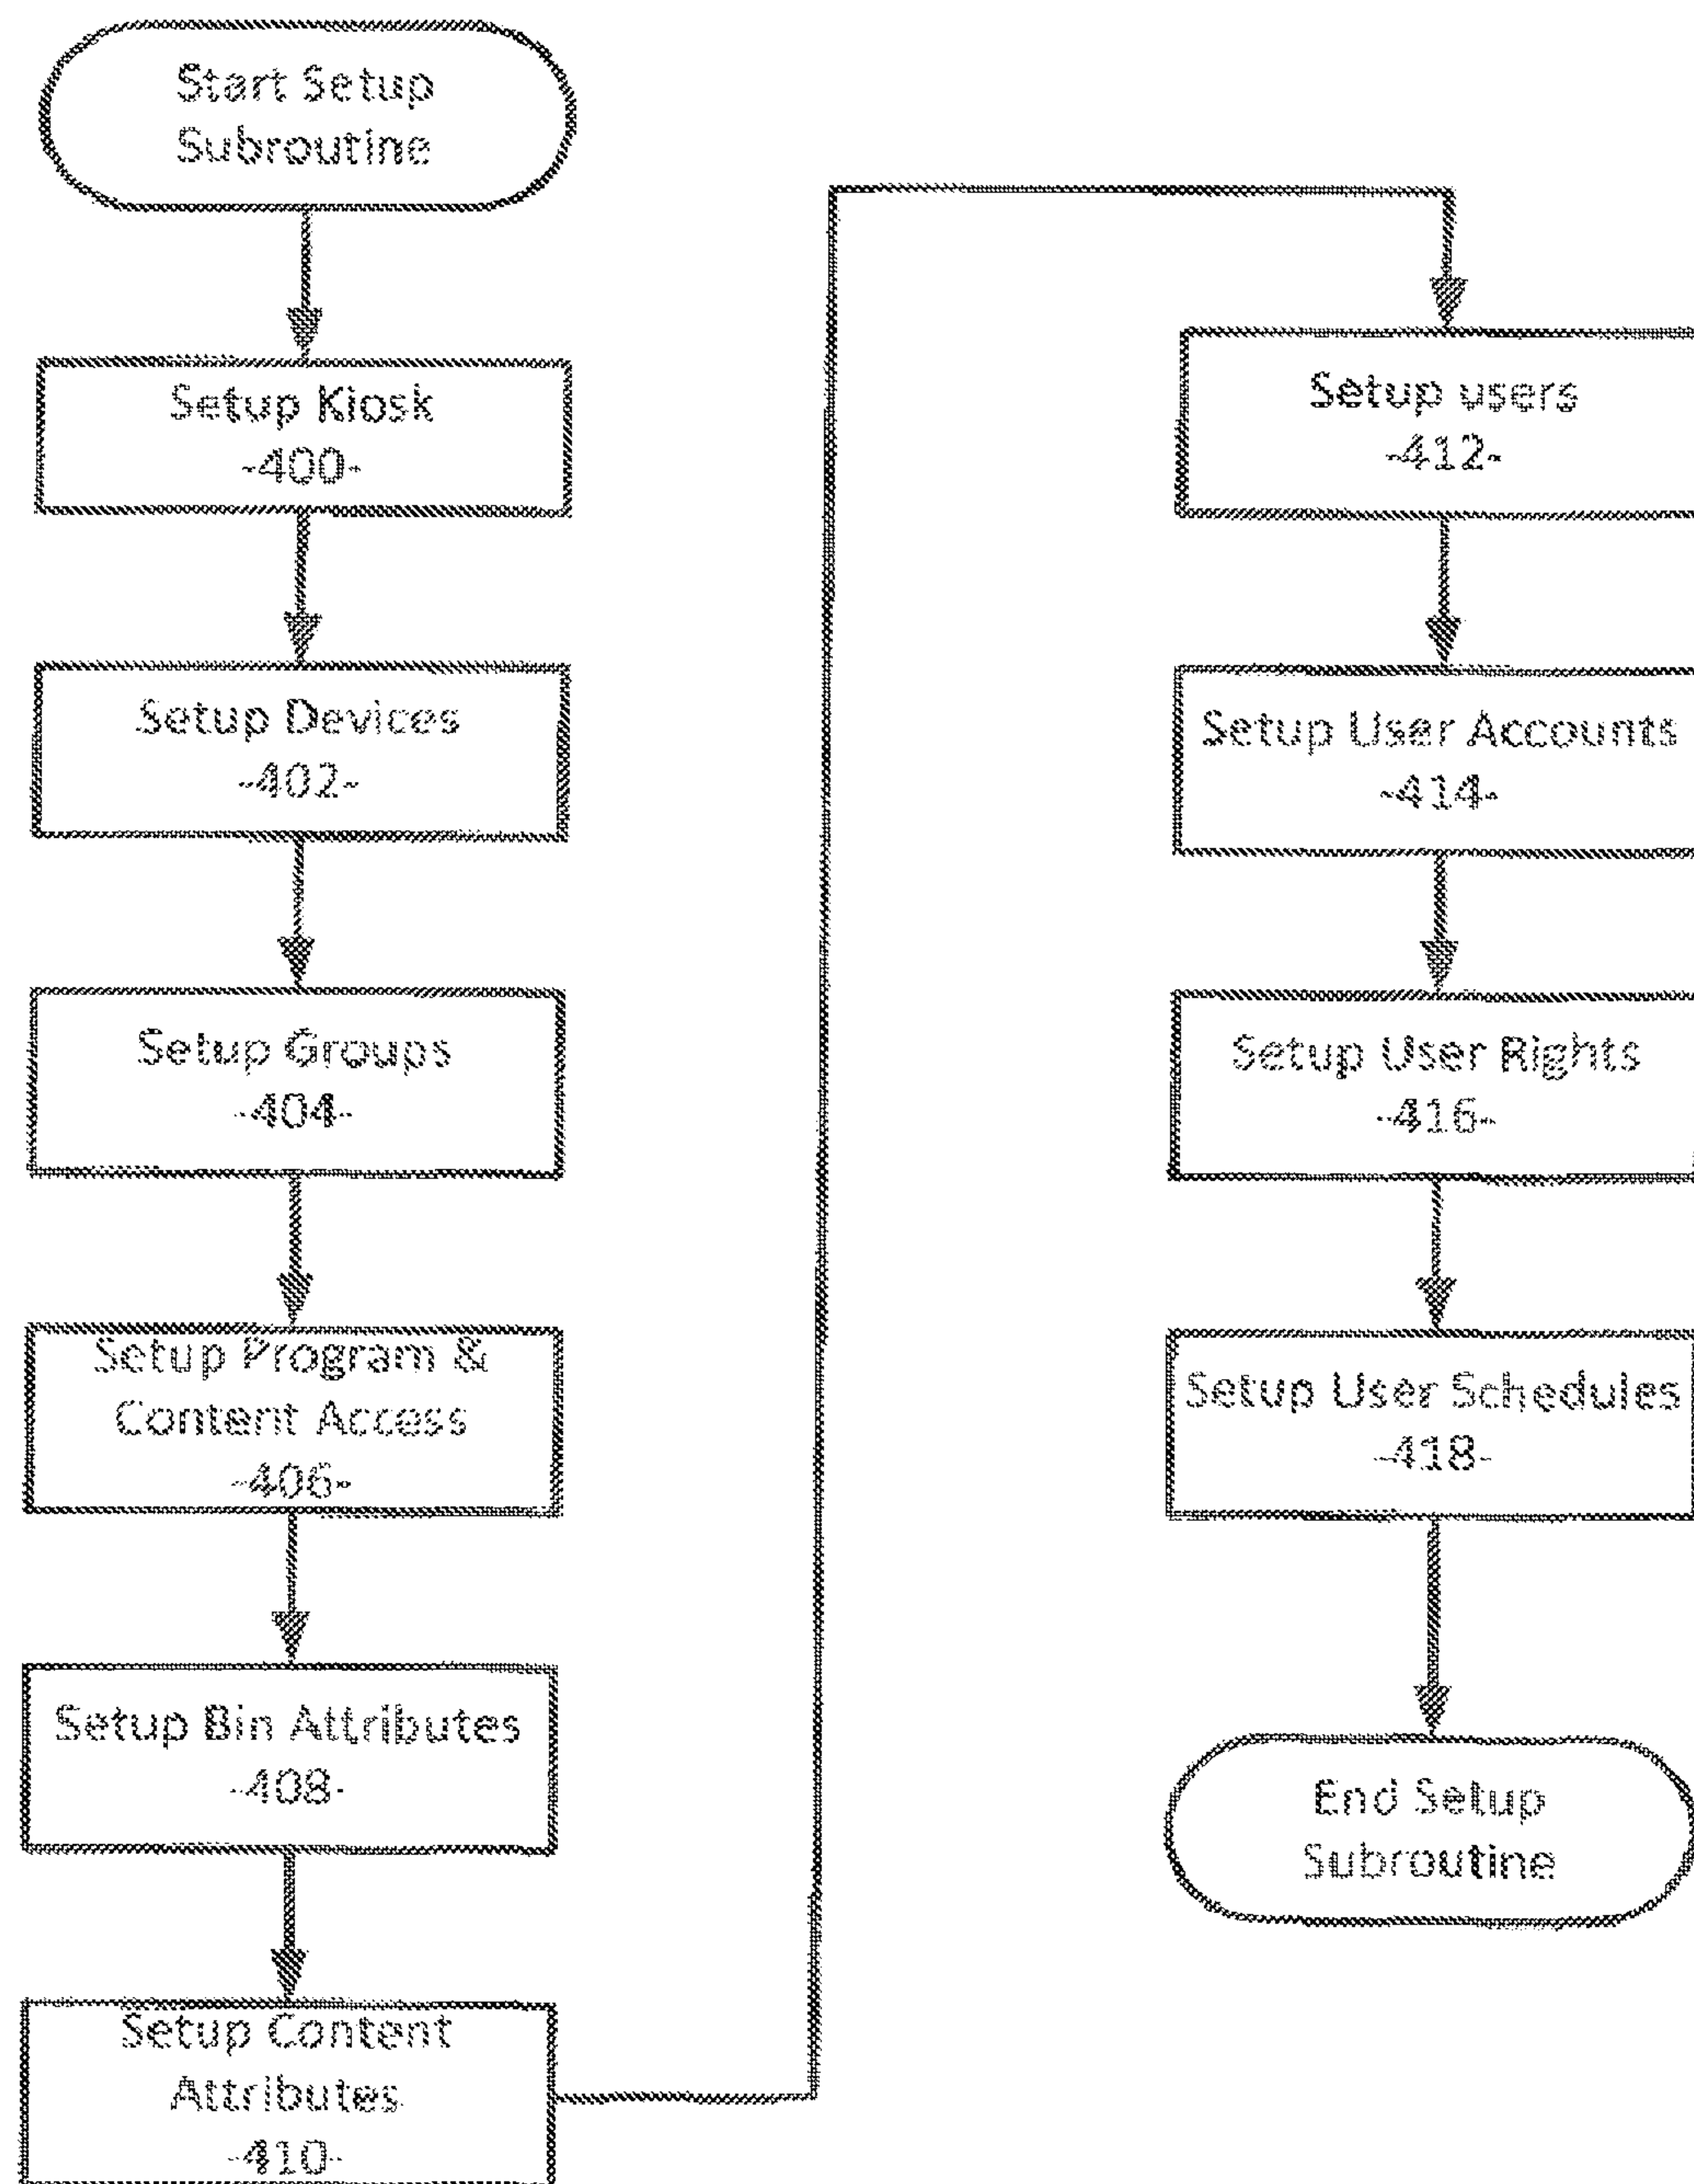 Start Setup
Subroutine
Setup Kiosk
-400-
Setup Devices
-402-
Setup Groups
-404-
Setup Program &
Content Access
-406-
Setup Bin Attributes
-408-
Setup Content
Attributes
-410-
Setup users
-412-
Setup User Accounts
-414-
Setup User Rights
-416-
Setup User Schedules
-418-
End Setup
Subroutine